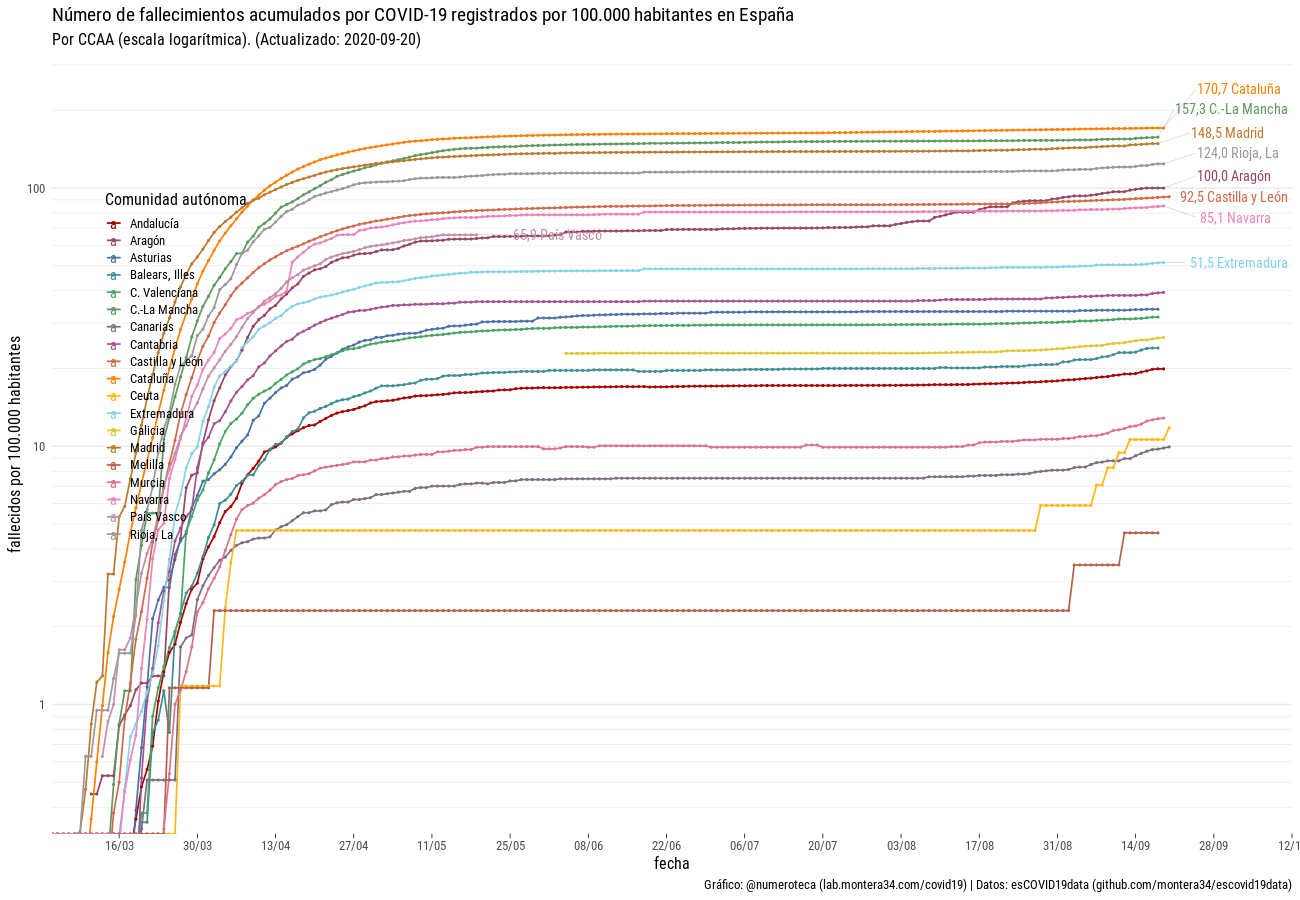 Número de fallecimientos acumulados por COVID-19 registrados por 100.000 habitantes en España
Por CCAA (escala logarítmica). (Actualizado: 2020-09-20)
170,7 Cataluña
157,3 C.-La Mancha
148,5 Madrid
124,0 Rioja, La
100,0 Aragón
92,5 Castilla y León
85,1 Navarra
65,9 País Vasco
51,5 Extremadura
Comunidad autónoma
Andalucía
Aragón
Asturias
Balears, Illes
C. Valenciana
C.-La Mancha
Canarias
Cantabria
Castilla y León
Cataluña
Ceuta
Extremadura
Galicia
Madrid
Melilla
Murcia
Navarra
País Vasco
Rioja, La
fallecidos por 100.000 habitantes
100
10
1
16/03 30/03 13/04 27/04 11/05 25/05 08/06 22/06 06/07 20/07 03/08 17/08 31/08 14/09 28/09 12/1
fecha
Gráfico: @numeroteca (lab.montera34.com/covid19) | Datos: esCOVID19data (github.com/montera34/escovid19data)